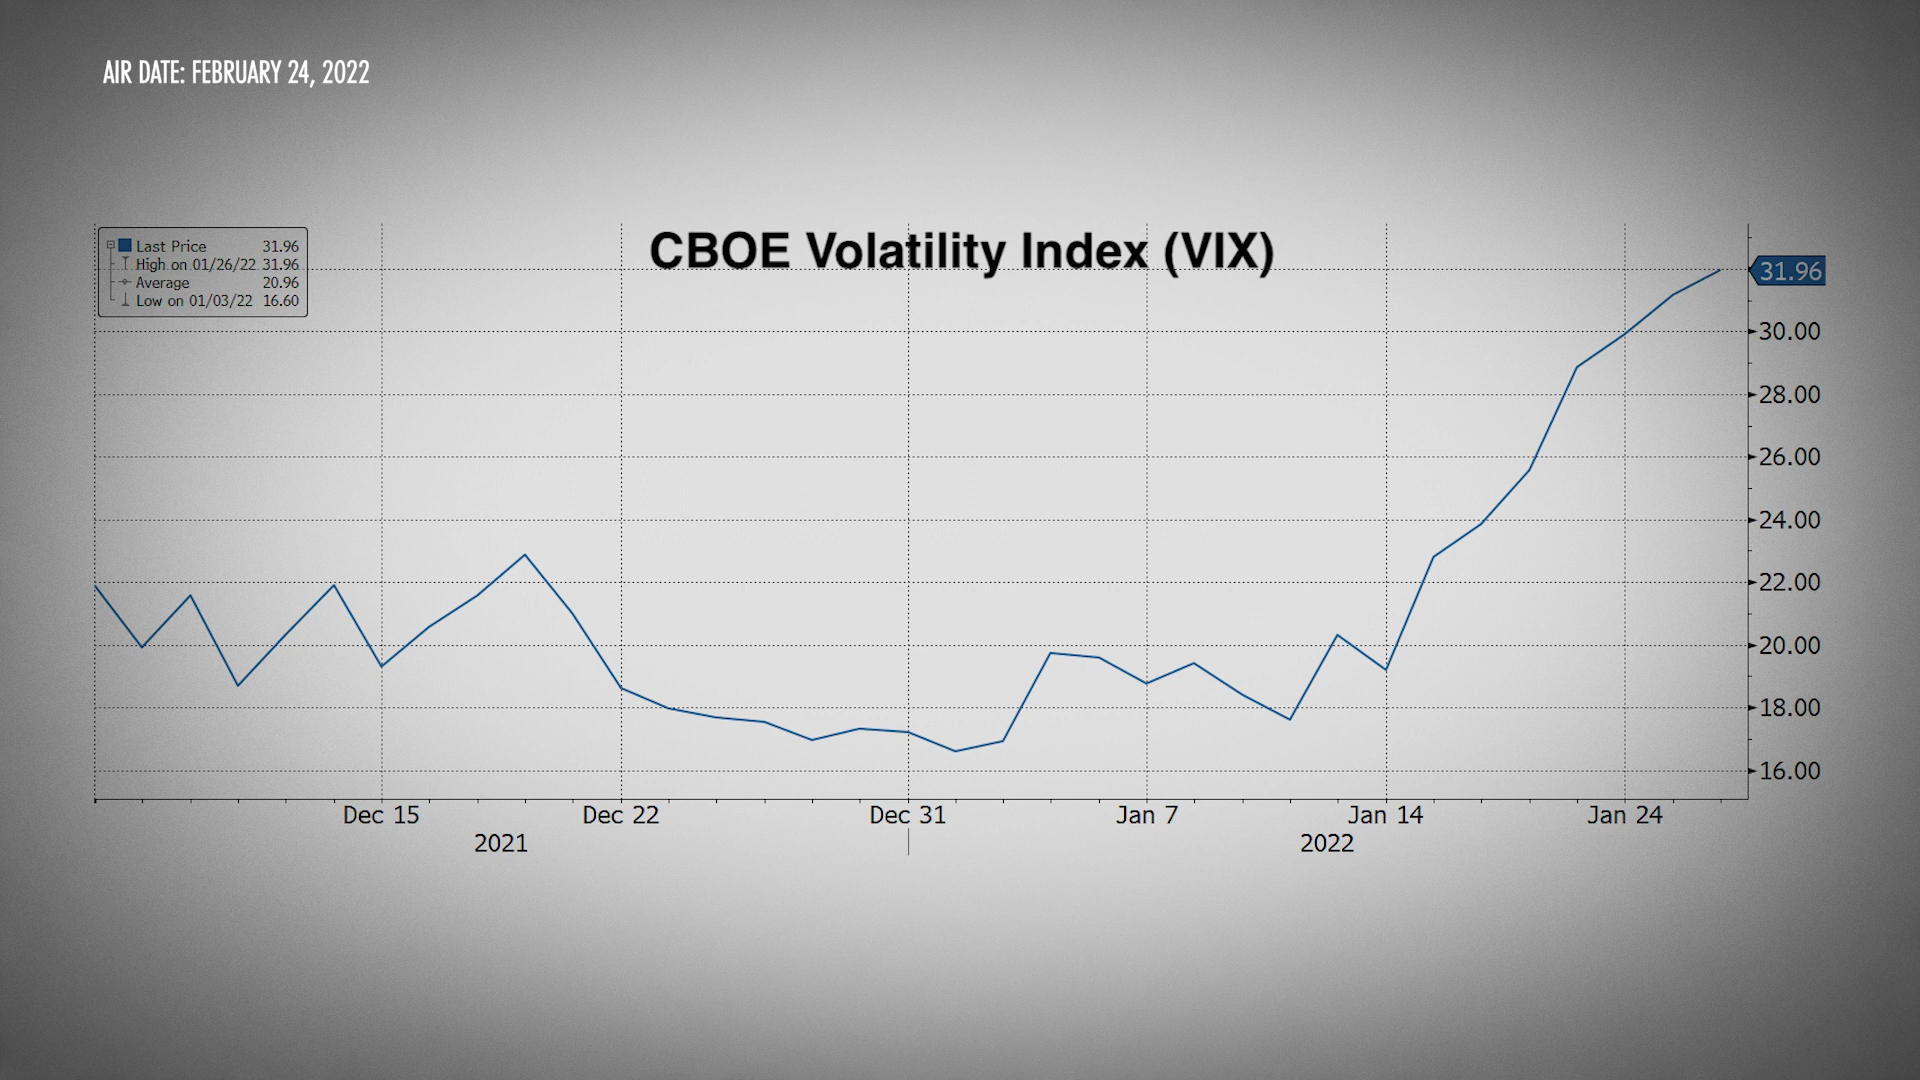 AIR DATE: FEBRUARY 24, 2022
CBOE Volatility Index (VIX)
Last Price 31.96
High on 01/26/22 31.96
Average 20.96
Low on 01/03/22 16.60
31.96
30.00
28.00
26.00
24.00
22.00
20.00
18.00
16.00
Dec 15 Dec 22 Dec 31 Jan 7 Jan 14 Jan 24
2021 2022